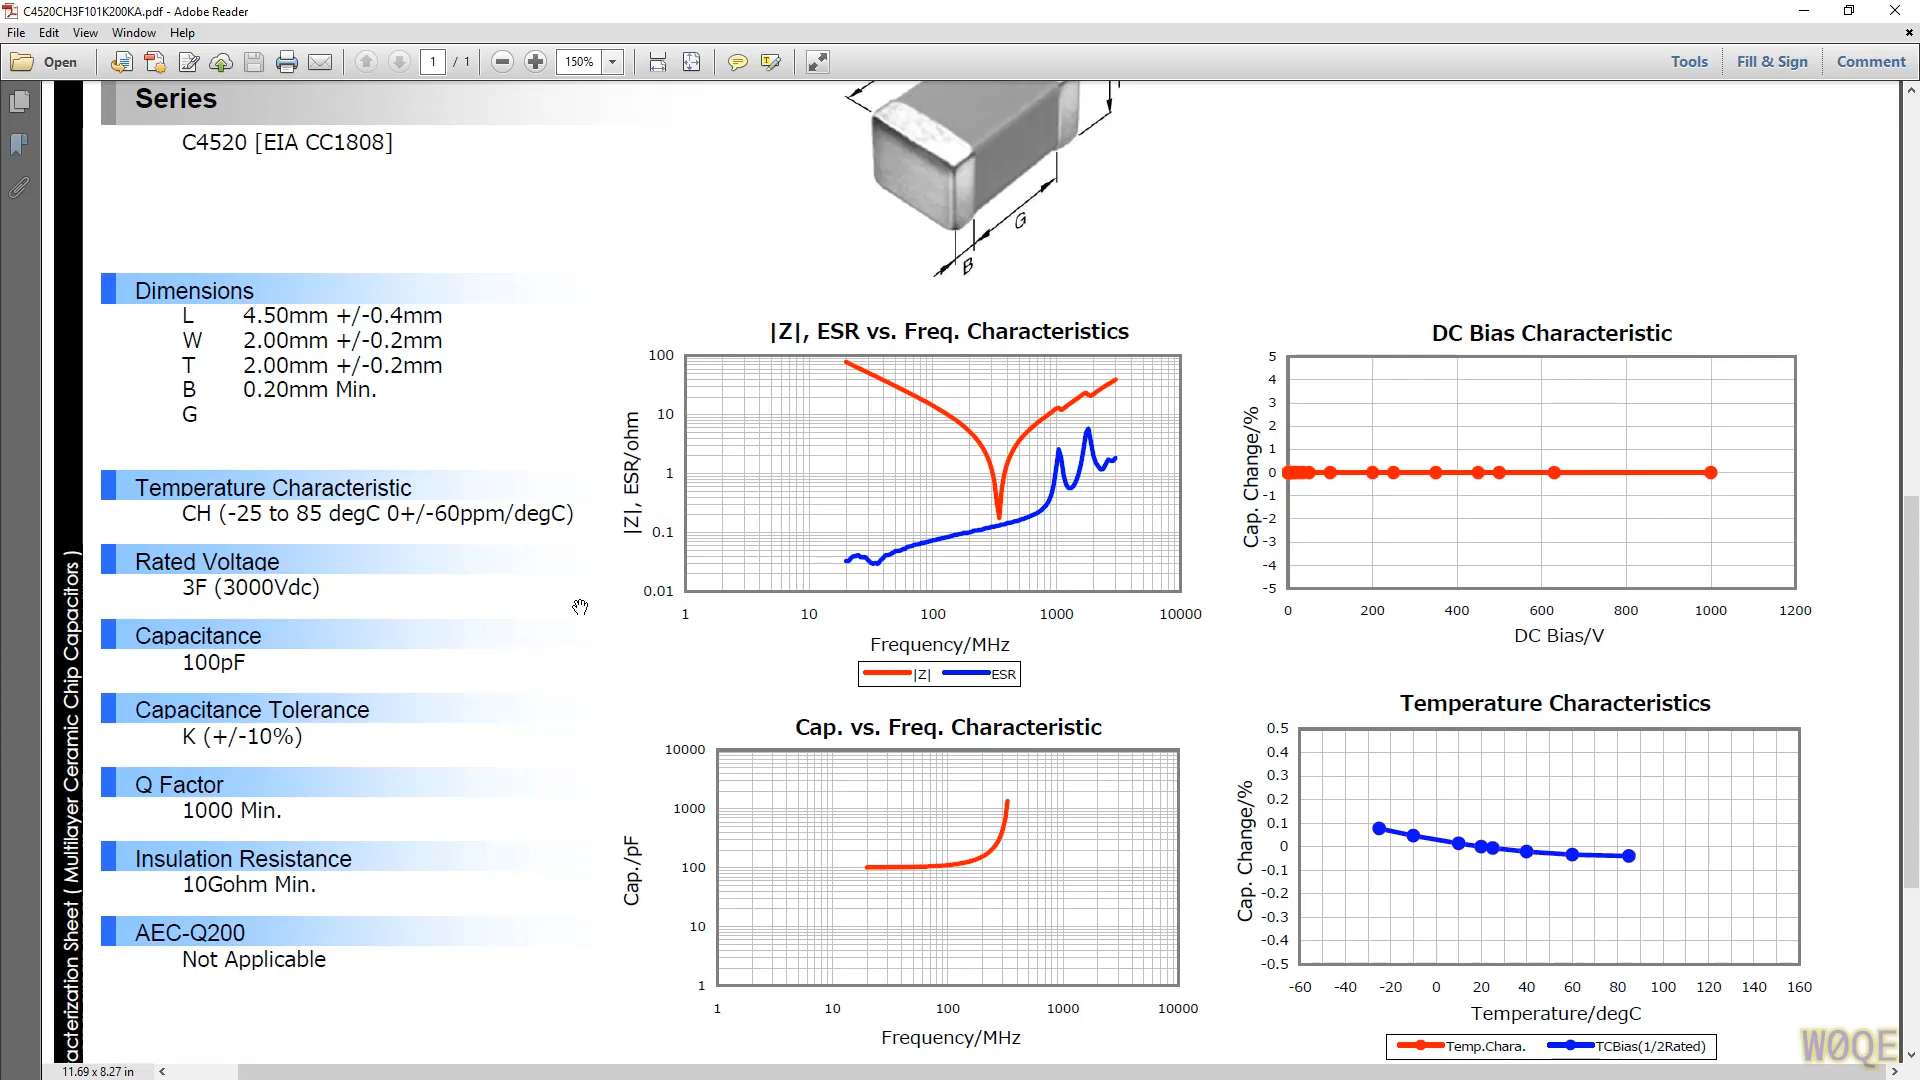 C4520CH3F101K200KA.pdf - Adobe Reader
File Edit View Window Help
Open 1 / 1 150% Tools Fill & Sign Comment
Series
C4520 [EIA CC1808]
G
B
Dimensions
L 4.50mm +/-0.4mm
W 2.00mm +/-0.2mm
T 2.00mm +/-0.2mm
B 0.20mm Min.
G
Temperature Characteristic
CH (-25 to 85 degC 0+/-60ppm/degC)
Rated Voltage
3F (3000Vdc)
Capacitance
100pF
Capacitance Tolerance
K (+/-10%)
Q Factor
1000 Min.
Insulation Resistance
10Gohm Min.
AEC-Q200
Not Applicable
acterization Sheet ( Multilayer Ceramic Chip Capacitors )
|Z|, ESR vs. Freq. Characteristics
|Z|, ESR/ohm
100
10
1
0.1
0.01
1 10 100 1000 10000
Frequency/MHz
|Z| ESR
DC Bias Characteristic
Cap. Change/%
5
4
3
2
1
0
-1
-2
-3
-4
-5
0 200 400 600 800 1000 1200
DC Bias/V
Cap. vs. Freq. Characteristic
Cap./pF
10000
1000
100
10
1
1 10 100 1000 10000
Frequency/MHz
Temperature Characteristics
Cap. Change/%
0.5
0.4
0.3
0.2
0.1
0
-0.1
-0.2
-0.3
-0.4
-0.5
-60 -40 -20 0 20 40 60 80 100 120 140 160
Temperature/degC
Temp.Chara. TCBias(1/2Rated)
W0QE
11.69 x 8.27 in